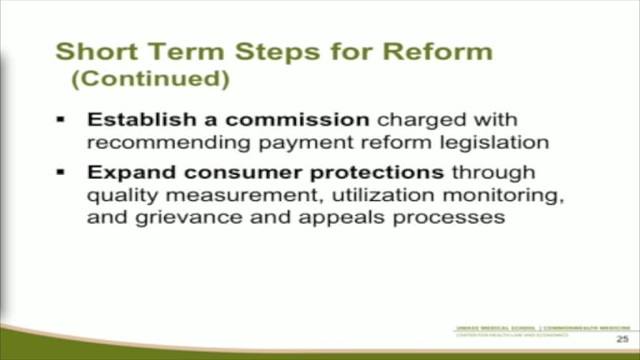 Short Term Steps for Reform
(Continued)
▪ Establish a commission charged with
recommending payment reform legislation
▪ Expand consumer protections through
quality measurement, utilization monitoring,
and grievance and appeals processes
UMASS MEDICAL SCHOOL | COMMONWEALTH MEDICINE
CENTER FOR HEALTH LAW AND ECONOMICS
25